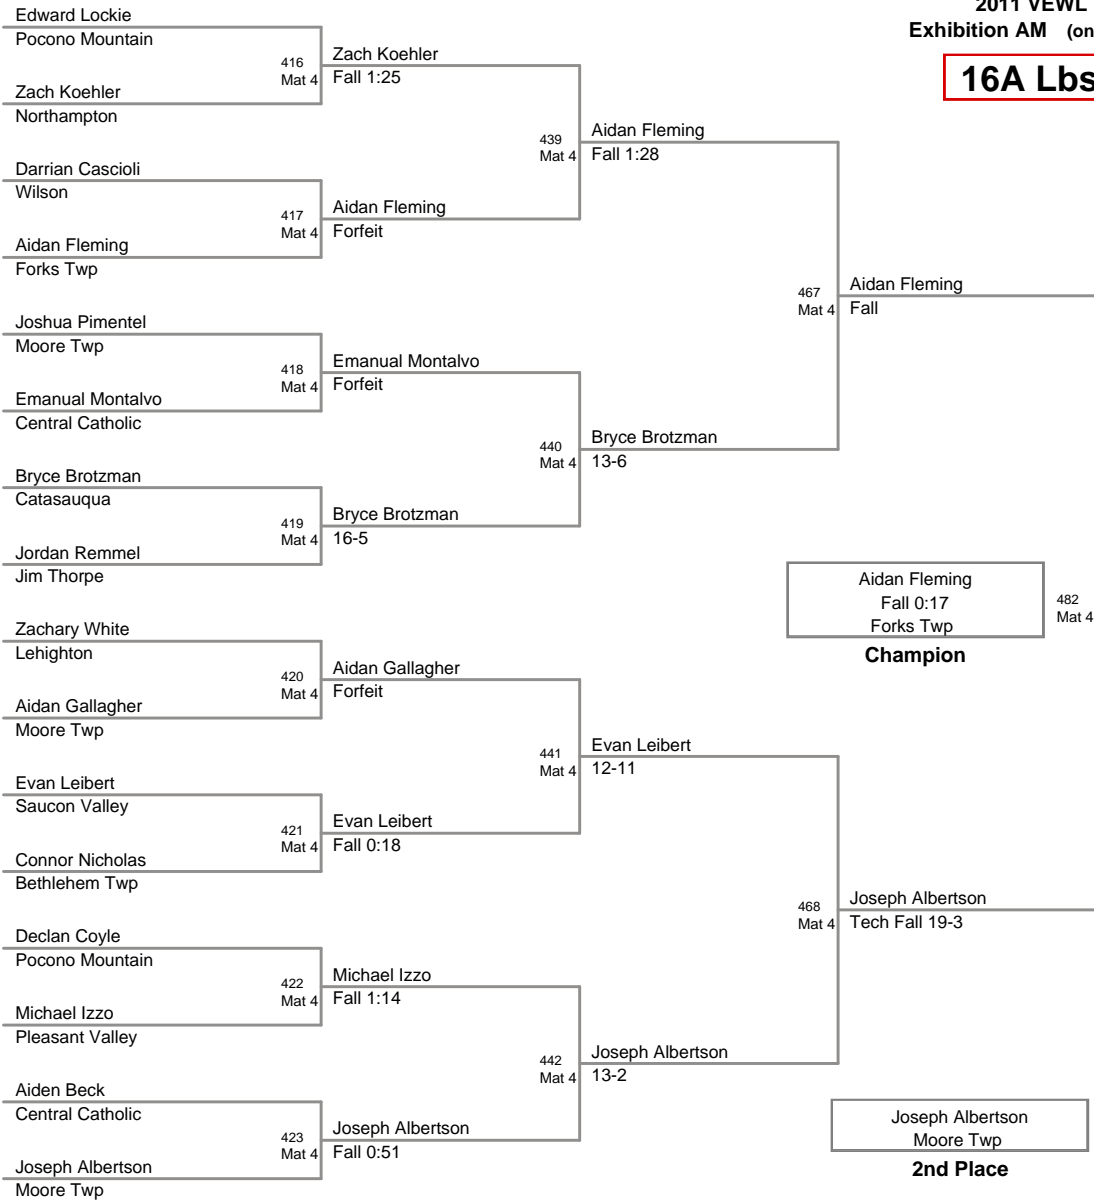 2011 VEWL
Exhibition AM (on
16A Lbs
Edward Lockie
Pocono Mountain
416
Mat 4
Zach Koehler
Fall 1:25
Zach Koehler
Northampton
439
Mat 4
Aidan Fleming
Fall 1:28
Darrian Cascioli
Wilson
417
Mat 4
Aidan Fleming
Forfeit
Aidan Fleming
Forks Twp
467
Mat 4
Aidan Fleming
Fall
Joshua Pimentel
Moore Twp
418
Mat 4
Emanual Montalvo
Forfeit
Emanual Montalvo
Central Catholic
440
Mat 4
Bryce Brotzman
13-6
Bryce Brotzman
Catasauqua
419
Mat 4
Bryce Brotzman
16-5
Jordan Remmel
Jim Thorpe
Aidan Fleming
Fall 0:17
Forks Twp
482
Mat 4
Champion
Zachary White
Lehighton
420
Mat 4
Aidan Gallagher
Forfeit
Aidan Gallagher
Moore Twp
441
Mat 4
Evan Leibert
12-11
Evan Leibert
Saucon Valley
421
Mat 4
Evan Leibert
Fall 0:18
Connor Nicholas
Bethlehem Twp
468
Mat 4
Joseph Albertson
Tech Fall 19-3
Declan Coyle
Pocono Mountain
422
Mat 4
Michael Izzo
Fall 1:14
Michael Izzo
Pleasant Valley
442
Mat 4
Joseph Albertson
13-2
Aiden Beck
Central Catholic
423
Mat 4
Joseph Albertson
Fall 0:51
Joseph Albertson
Moore Twp
Joseph Albertson
Moore Twp
2nd Place